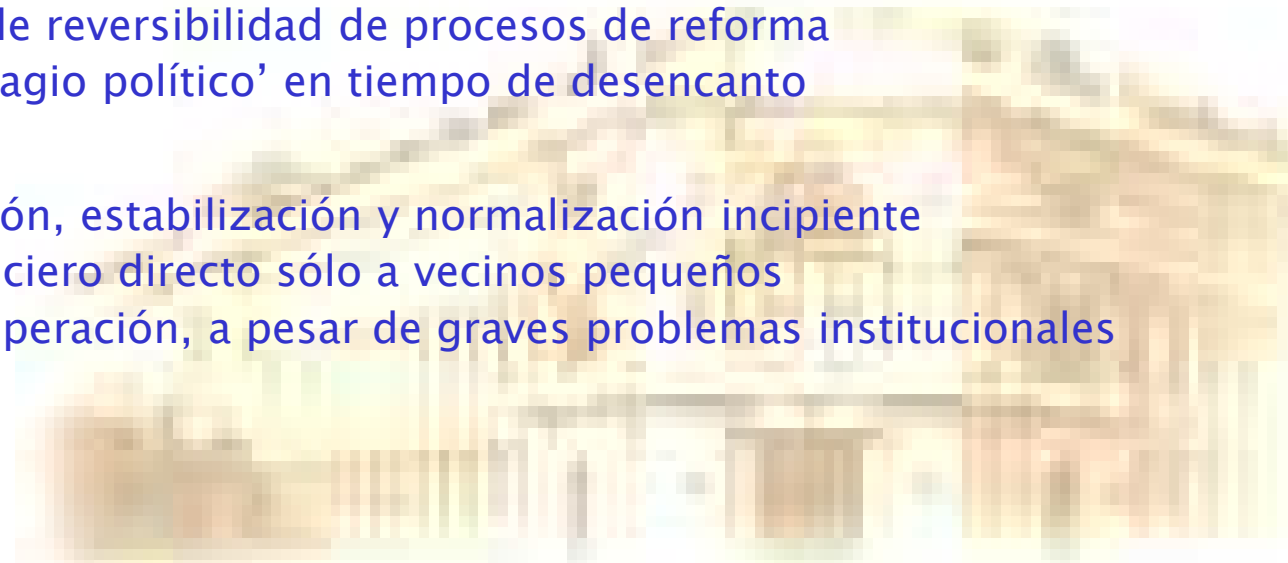 de reversibilidad de procesos de reforma
agio político’ en tiempo de desencanto
ón, estabilización y normalización incipiente
ciero directo sólo a vecinos pequeños
peración, a pesar de graves problemas institucionales